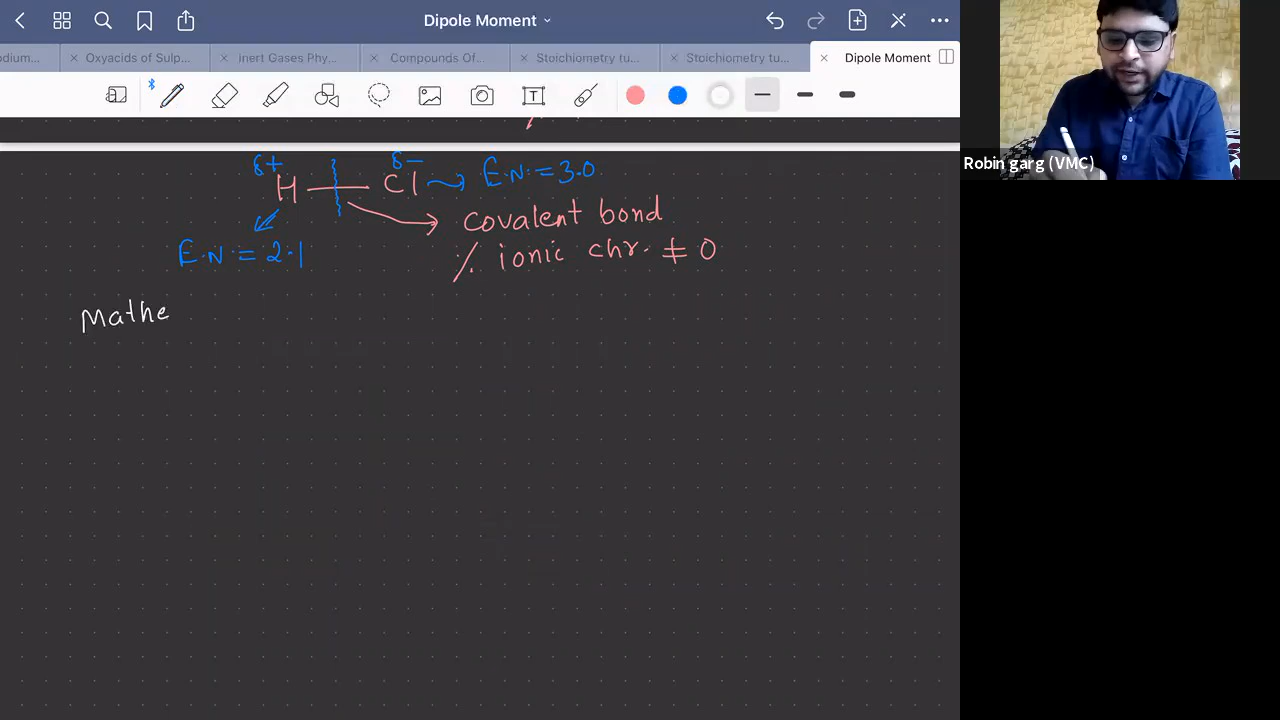 Dipole Moment
odium...
Oxyacids of Sulp...
inert Gases Phy...
Compounds Of...
Stoichiometry tu...
Stoichiometry tu...
Dipole Moment
T
δ+ δ−
H — Cl → E.N. = 3.0
Covalent bond
E.N. = 2.1
% ionic chr. ≠ 0
Mathe
Robin garg (VMC)